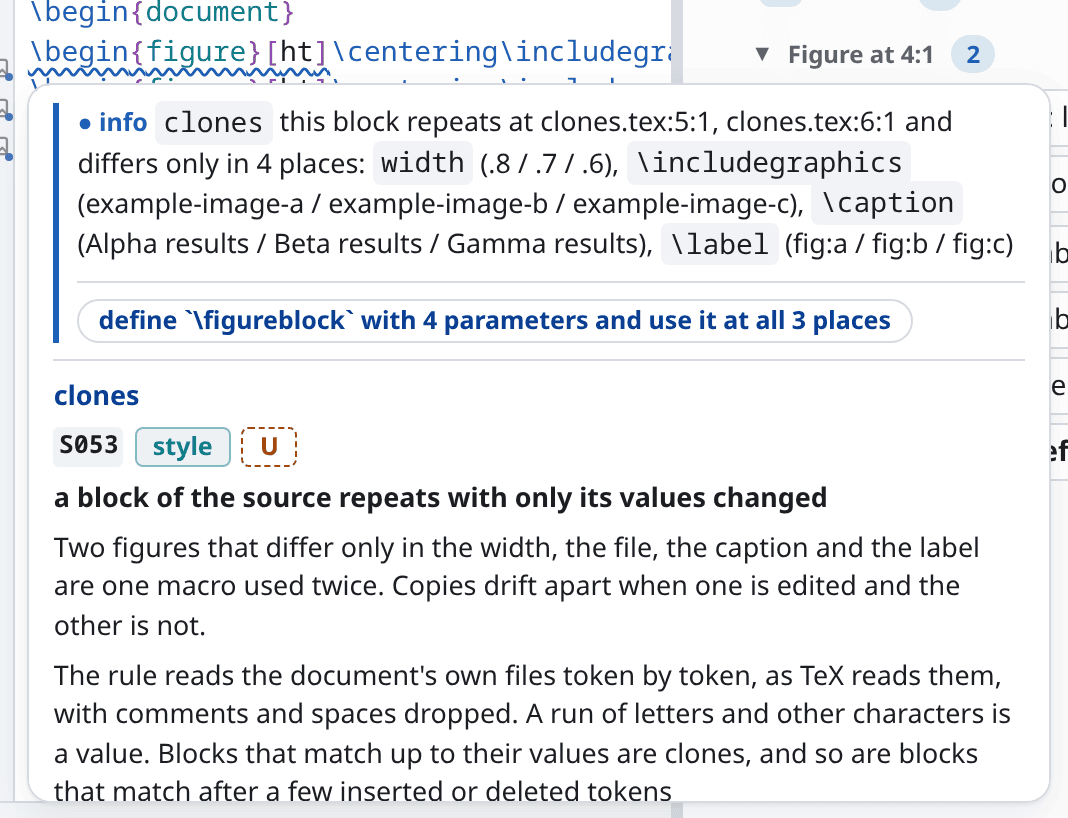 \begin{document}
\begin{figure}[ht]\centering\includegra
Figure at 4:1 2
info clones this block repeats at clones.tex:5:1, clones.tex:6:1 and
differs only in 4 places: width (.8 / .7 / .6), \includegraphics
(example-image-a / example-image-b / example-image-c), \caption
(Alpha results / Beta results / Gamma results), \label (fig:a / fig:b / fig:c)
define `\figureblock` with 4 parameters and use it at all 3 places
clones
S053 style U
a block of the source repeats with only its values changed
Two figures that differ only in the width, the file, the caption and the label
are one macro used twice. Copies drift apart when one is edited and the
other is not.
The rule reads the document's own files token by token, as TeX reads them,
with comments and spaces dropped. A run of letters and other characters is
a value. Blocks that match up to their values are clones, and so are blocks
that match after a few inserted or deleted tokens